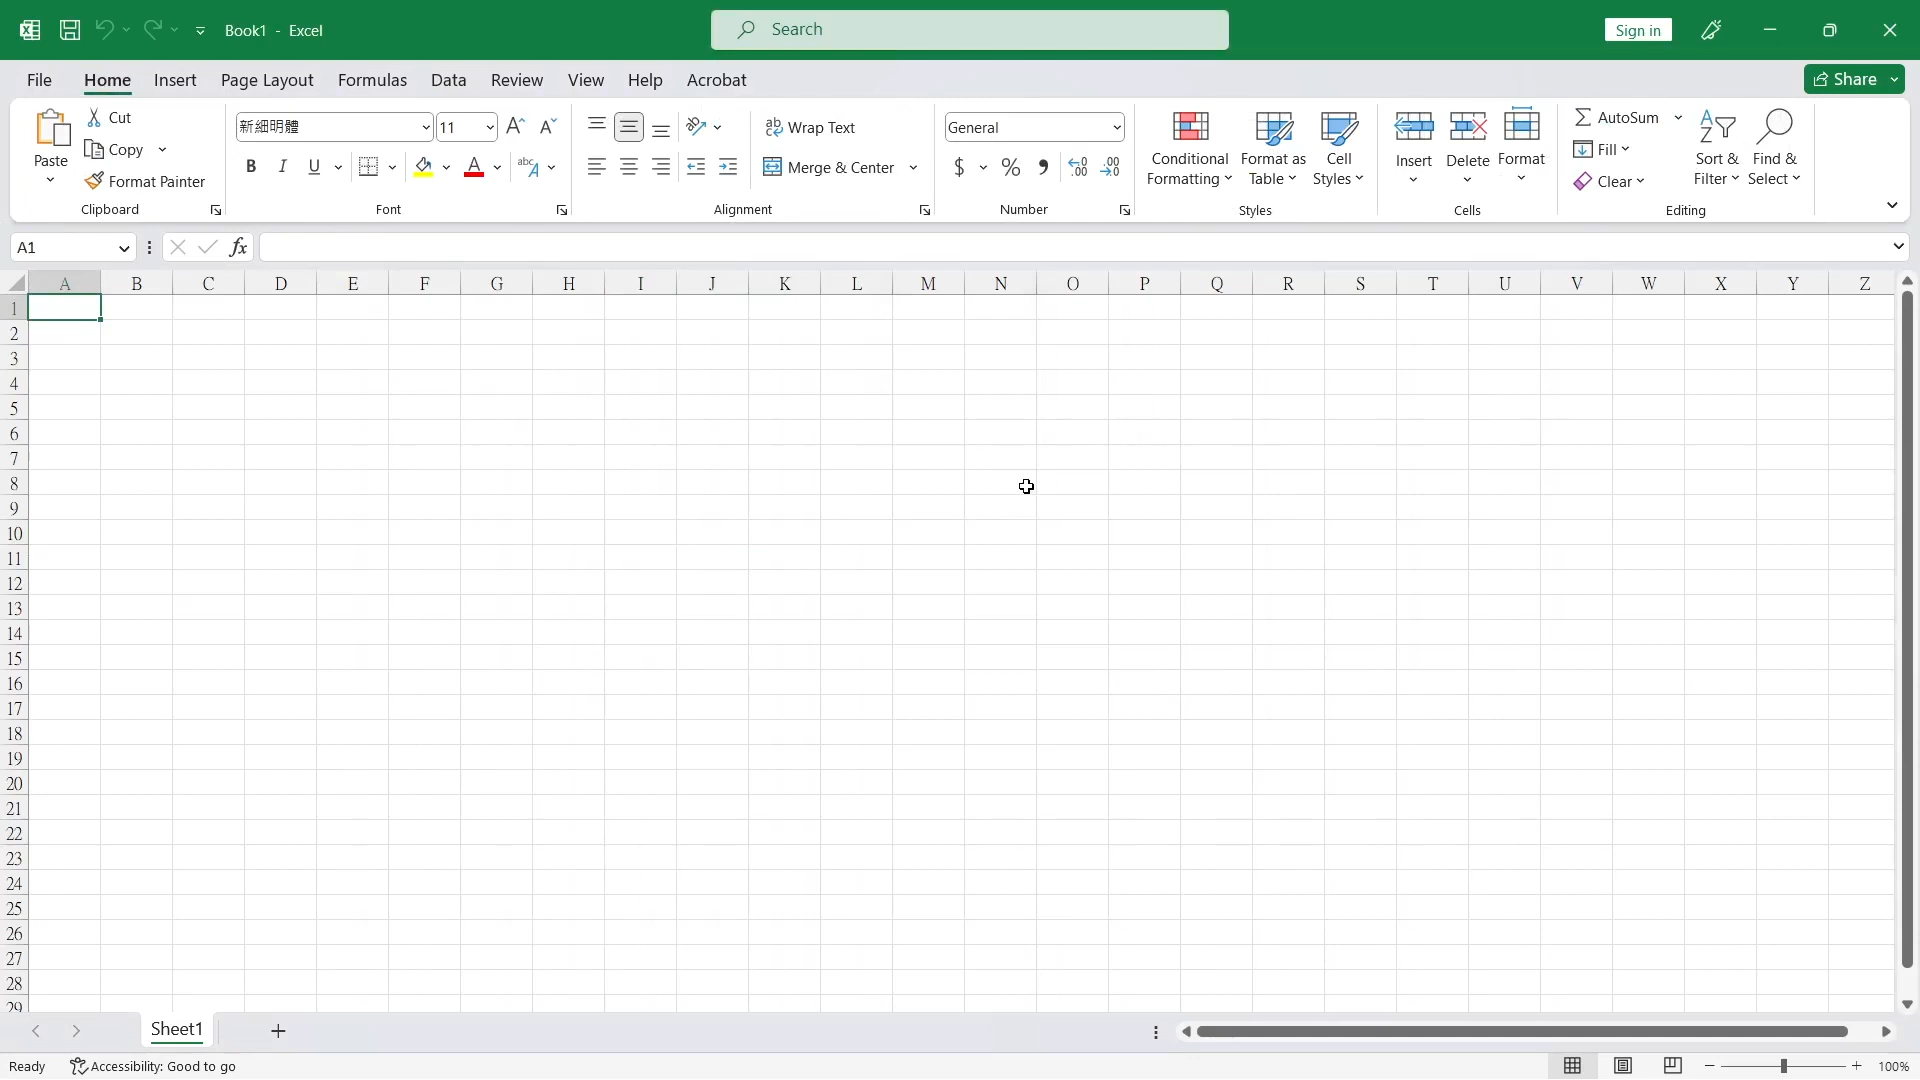 Book1 - Excel
Search
Sign in
File Home Insert Page Layout Formulas Data Review View Help Acrobat
Share
Paste
Cut
Copy
Format Painter
Clipboard
新細明體 11
B I U
Font
Wrap Text
Merge & Center
Alignment
General
$ % ,
Number
Conditional Formatting
Format as Table
Cell Styles
Styles
Insert Delete Format
Cells
AutoSum
Fill
Clear
Sort & Filter
Find & Select
Editing
A1
fx
A B C D E F G H I J K L M N O P Q R S T U V W X Y Z
1
2
3
4
5
6
7
8
9
10
11
12
13
14
15
16
17
18
19
20
21
22
23
24
25
26
27
28
29
Sheet1
Ready Accessibility: Good to go 100%